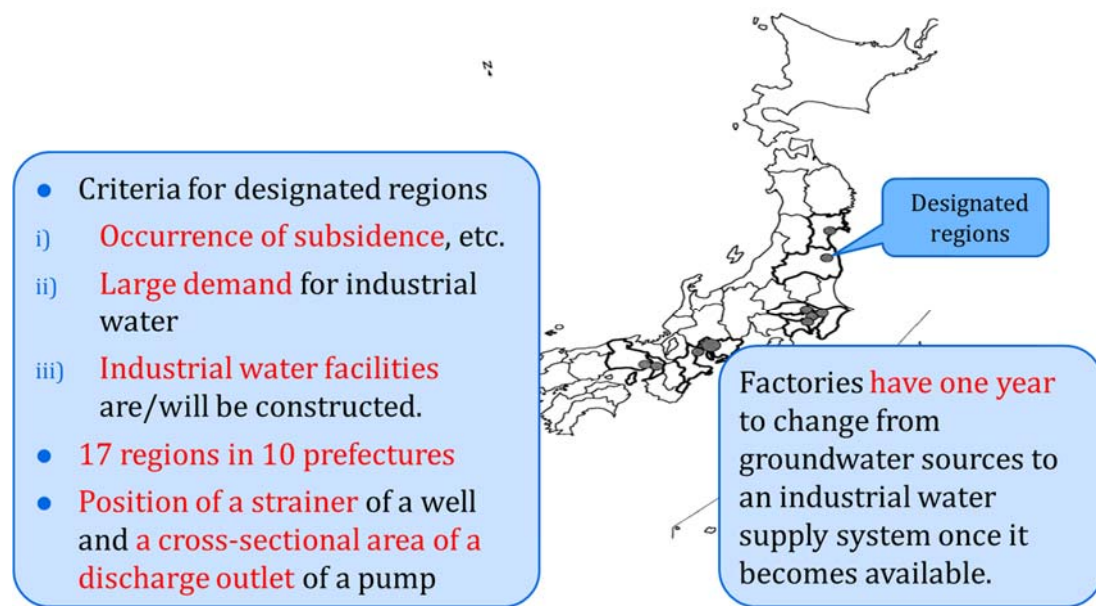 ● Criteria for designated regions
i) Occurrence of subsidence, etc.
ii) Large demand for industrial
water
iii) Industrial water facilities
are/will be constructed.
● 17 regions in 10 prefectures
● Position of a strainer of a well
and a cross-sectional area of a
discharge outlet of a pump
Designated
regions
Factories have one year
to change from
groundwater sources to
an industrial water
supply system once it
becomes available.